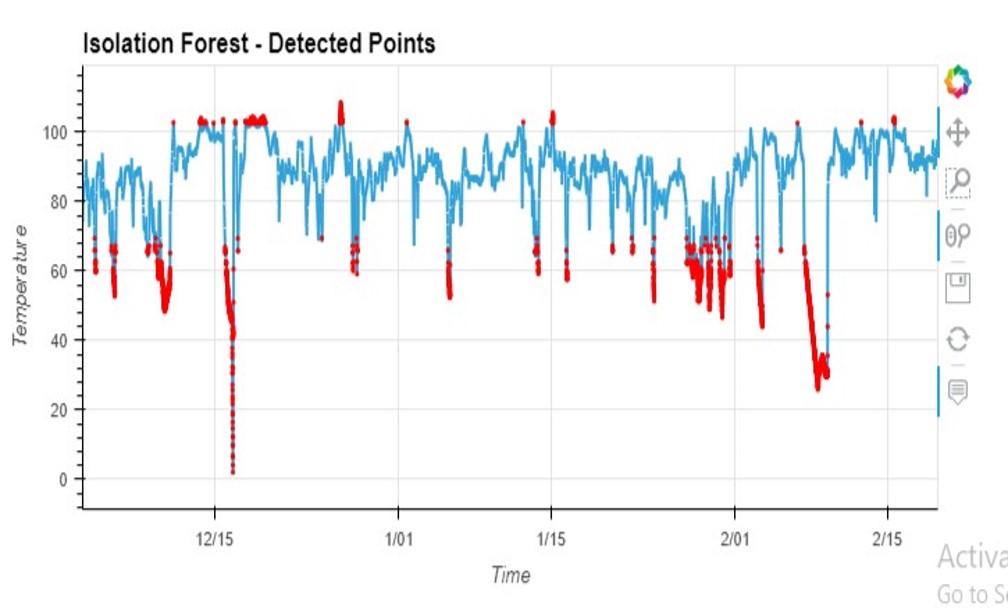 Isolation Forest - Detected Points
Temperature
100
80
60
40
20
0
12/15
1/01
1/15
2/01
2/15
Time
Activa
Go to S